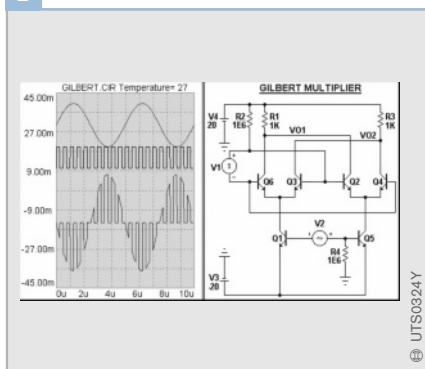 GILBERT.CIR Temperature= 27
45.00m
27.00m
9.00m
-9.00m
-27.00m
-45.00m
0u 2u 4u 6u 8u 10u
GILBERT MULTIPLIER
V4
20
R2
1E6
R1
1K
R3
1K
VO1
VO2
V1
Q6
Q3
Q2
Q4
V2
Q1
Q5
R4
1E6
V3
-20
@ UTS0324Y